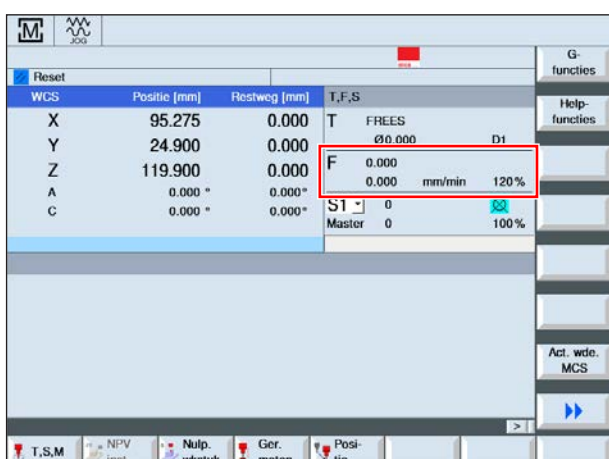 M JOG
G-
functies
Reset
WCS Positie [mm] Restweg [mm] T,F,S
Help-
functies
X 95.275 0.000 T FREES
Y 24.900 0.000 Ø0.000 D1
Z 119.900 0.000 F 0.000
0.000 mm/min 120%
A 0.000 ° 0.000°
C 0.000 ° 0.000°
S1 0
Master 0 100%
Act. wde.
MCS
>
T,S,M NPV Nulp. Ger. Posi-